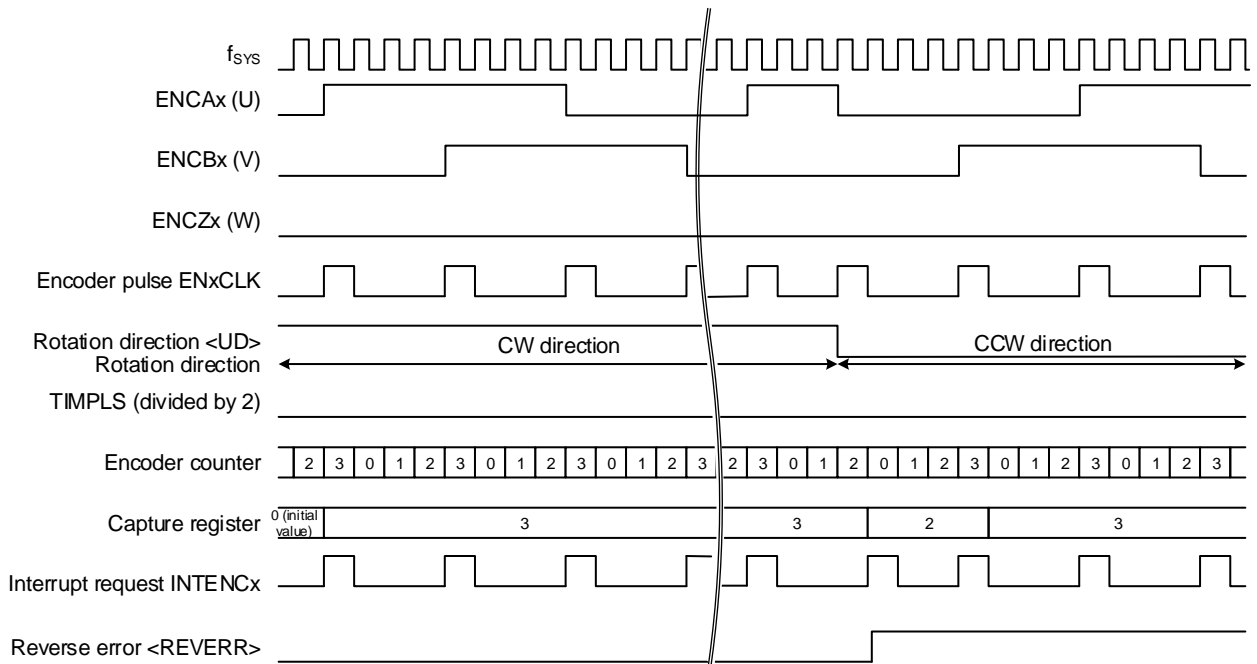 fSYS
ENCAx (U)
ENCBx (V)
ENCZx (W)
Encoder pulse ENxCLK
Rotation direction <UD>
Rotation direction
CW direction
CCW direction
TIMPLS (divided by 2)
Encoder counter
2 3 0 1 2 3 0 1 2 3 0 1 2 3 2 3 0 1 2 0 1 2 3 0 1 2 3 0 1 2 3
Capture register
0 (initial
value)
3 3 2 3
Interrupt request INTENCx
Reverse error <REVERR>